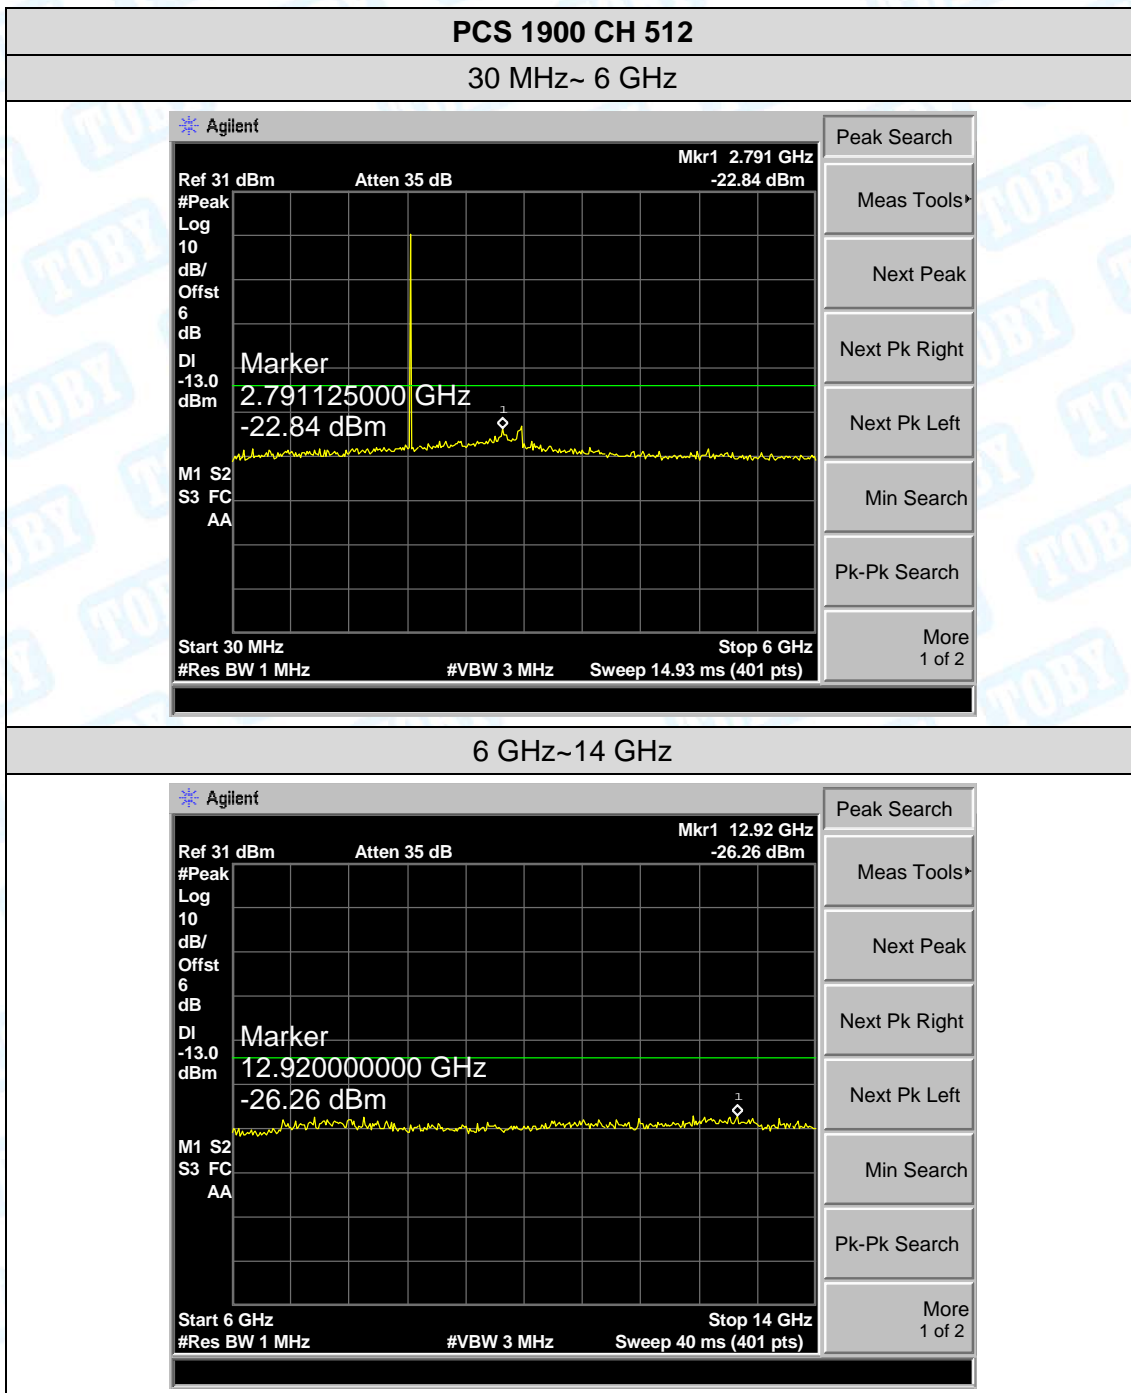 PCS 1900 CH 512
30 MHz~ 6 GHz
Agilent
Peak Search
Mkr1 2.791 GHz
Ref 31 dBm Atten 35 dB -22.84 dBm
#Peak
Log
10
dB/
Offst
6
dB
DI
-13.0
dBm
Marker
2.791125000 GHz
-22.84 dBm
1
M1 S2
S3 FC
AA
Start 30 MHz Stop 6 GHz
#Res BW 1 MHz #VBW 3 MHz Sweep 14.93 ms (401 pts)
Meas Tools
Next Peak
Next Pk Right
Next Pk Left
Min Search
Pk-Pk Search
More
1 of 2
6 GHz~14 GHz
Agilent
Peak Search
Mkr1 12.92 GHz
Ref 31 dBm Atten 35 dB -26.26 dBm
#Peak
Log
10
dB/
Offst
6
dB
DI
-13.0
dBm
Marker
12.920000000 GHz
-26.26 dBm
1
M1 S2
S3 FC
AA
Start 6 GHz Stop 14 GHz
#Res BW 1 MHz #VBW 3 MHz Sweep 40 ms (401 pts)
Meas Tools
Next Peak
Next Pk Right
Next Pk Left
Min Search
Pk-Pk Search
More
1 of 2
TOBY